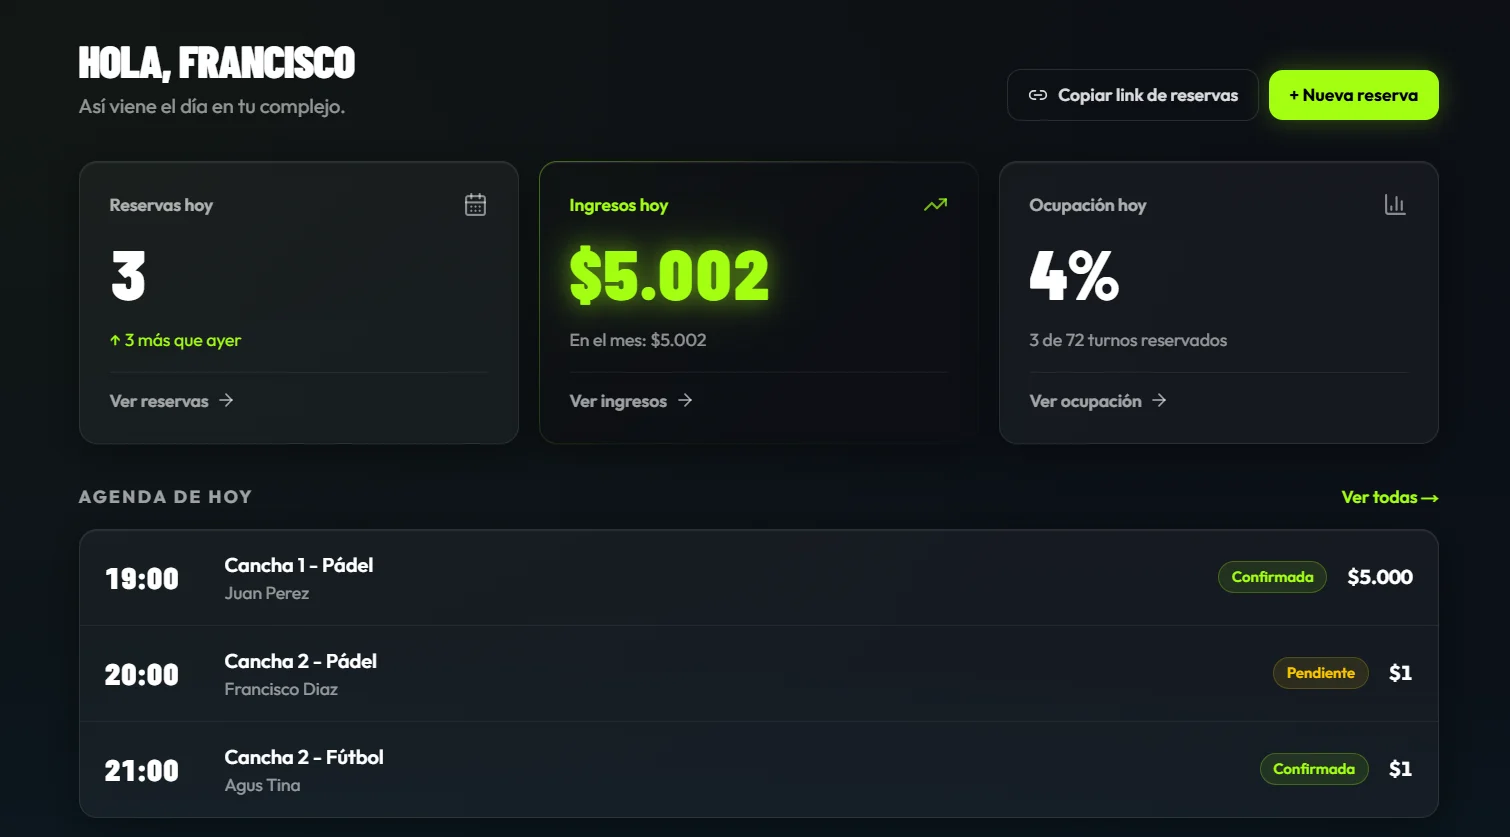 HOLA, FRANCISCO
Así viene el día en tu complejo.
Copiar link de reservas
+ Nueva reserva
Reservas hoy
3
↑ 3 más que ayer
Ver reservas →
Ingresos hoy
$5.002
En el mes: $5.002
Ver ingresos →
Ocupación hoy
4%
3 de 72 turnos reservados
Ver ocupación →
AGENDA DE HOY
Ver todas →
19:00
Cancha 1 - Pádel
Juan Perez
Confirmada
$5.000
20:00
Cancha 2 - Pádel
Francisco Diaz
Pendiente
$1
21:00
Cancha 2 - Fútbol
Agus Tina
Confirmada
$1